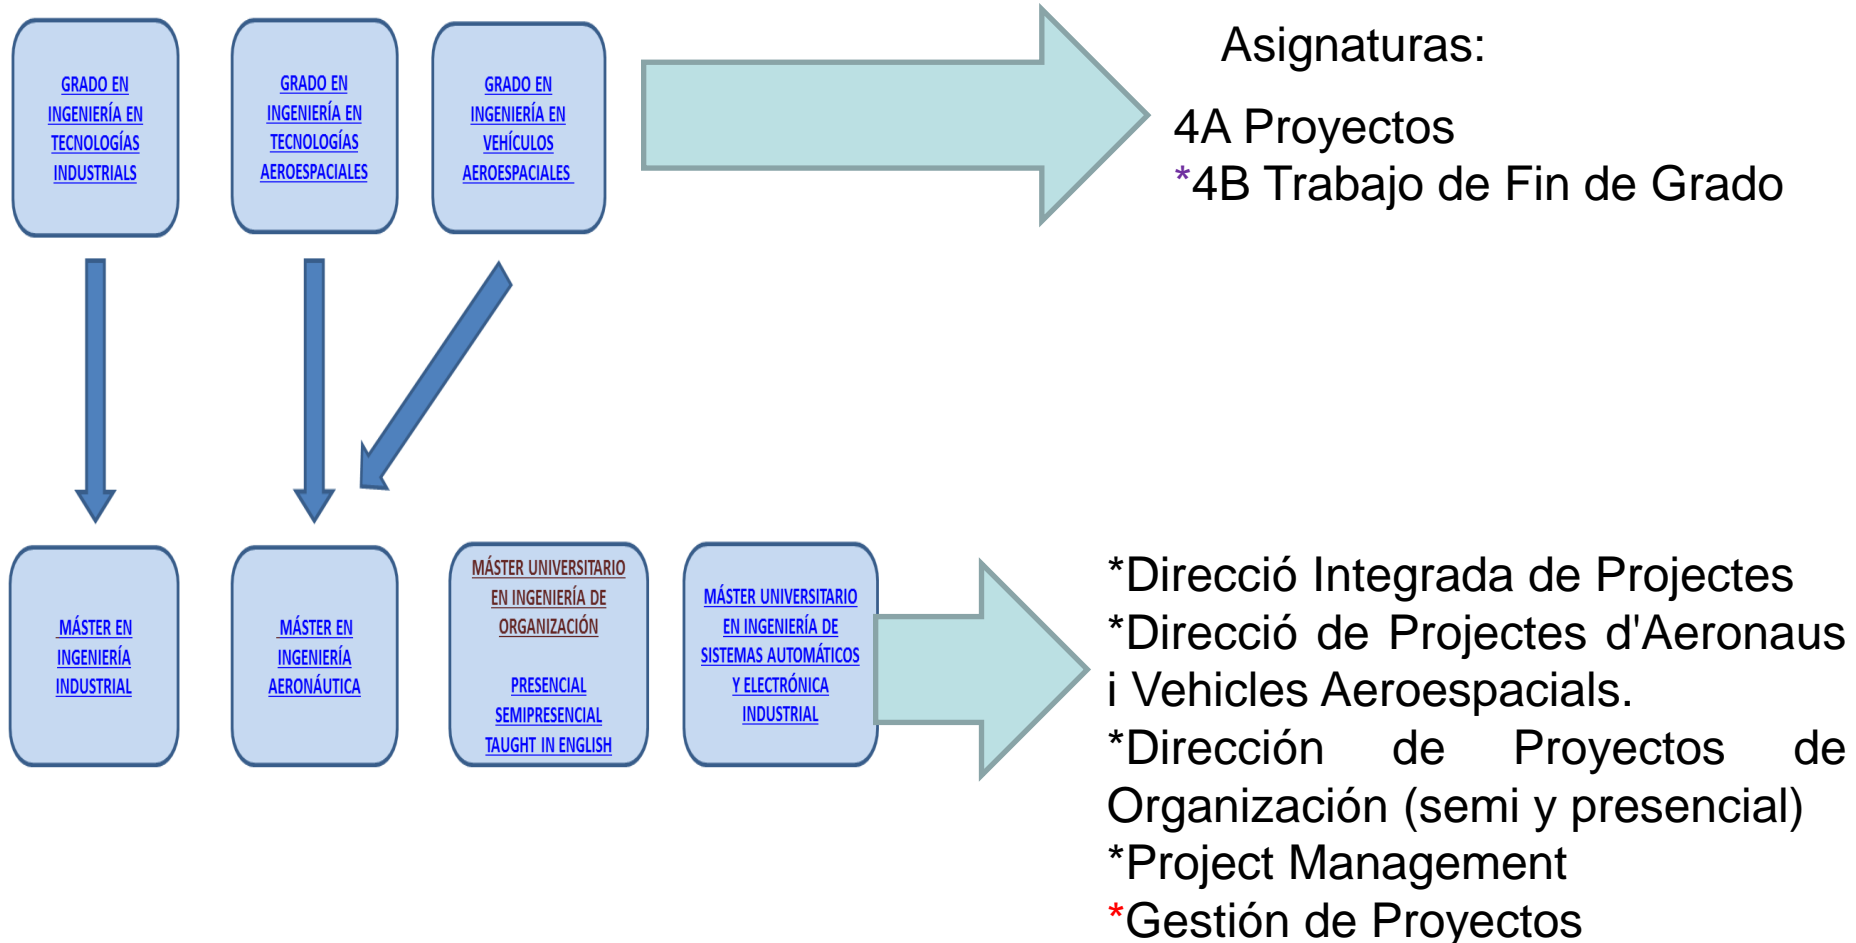 GRADO EN
INGENIERÍA EN
TECNOLOGÍAS
INDUSTRIALS
GRADO EN
INGENIERÍA EN
TECNOLOGÍAS
AEROESPACIALES
GRADO EN
INGENIERÍA EN
VEHÍCULOS
AEROESPACIALES
Asignaturas:
4A Proyectos
*4B Trabajo de Fin de Grado
MÁSTER EN
INGENIERÍA
INDUSTRIAL
MÁSTER EN
INGENIERÍA
AERONÁUTICA
MÁSTER UNIVERSITARIO
EN INGENIERÍA DE
ORGANIZACIÓN
PRESENCIAL
SEMIPRESENCIAL
TAUGHT IN ENGLISH
MÁSTER UNIVERSITARIO
EN INGENIERÍA DE
SISTEMAS AUTOMÁTICOS
Y ELECTRÓNICA
INDUSTRIAL
*Direcció Integrada de Projectes
*Direcció de Projectes d'Aeronaus
i Vehicles Aeroespacials.
*Dirección de Proyectos de
Organización (semi y presencial)
*Project Management
*Gestión de Proyectos